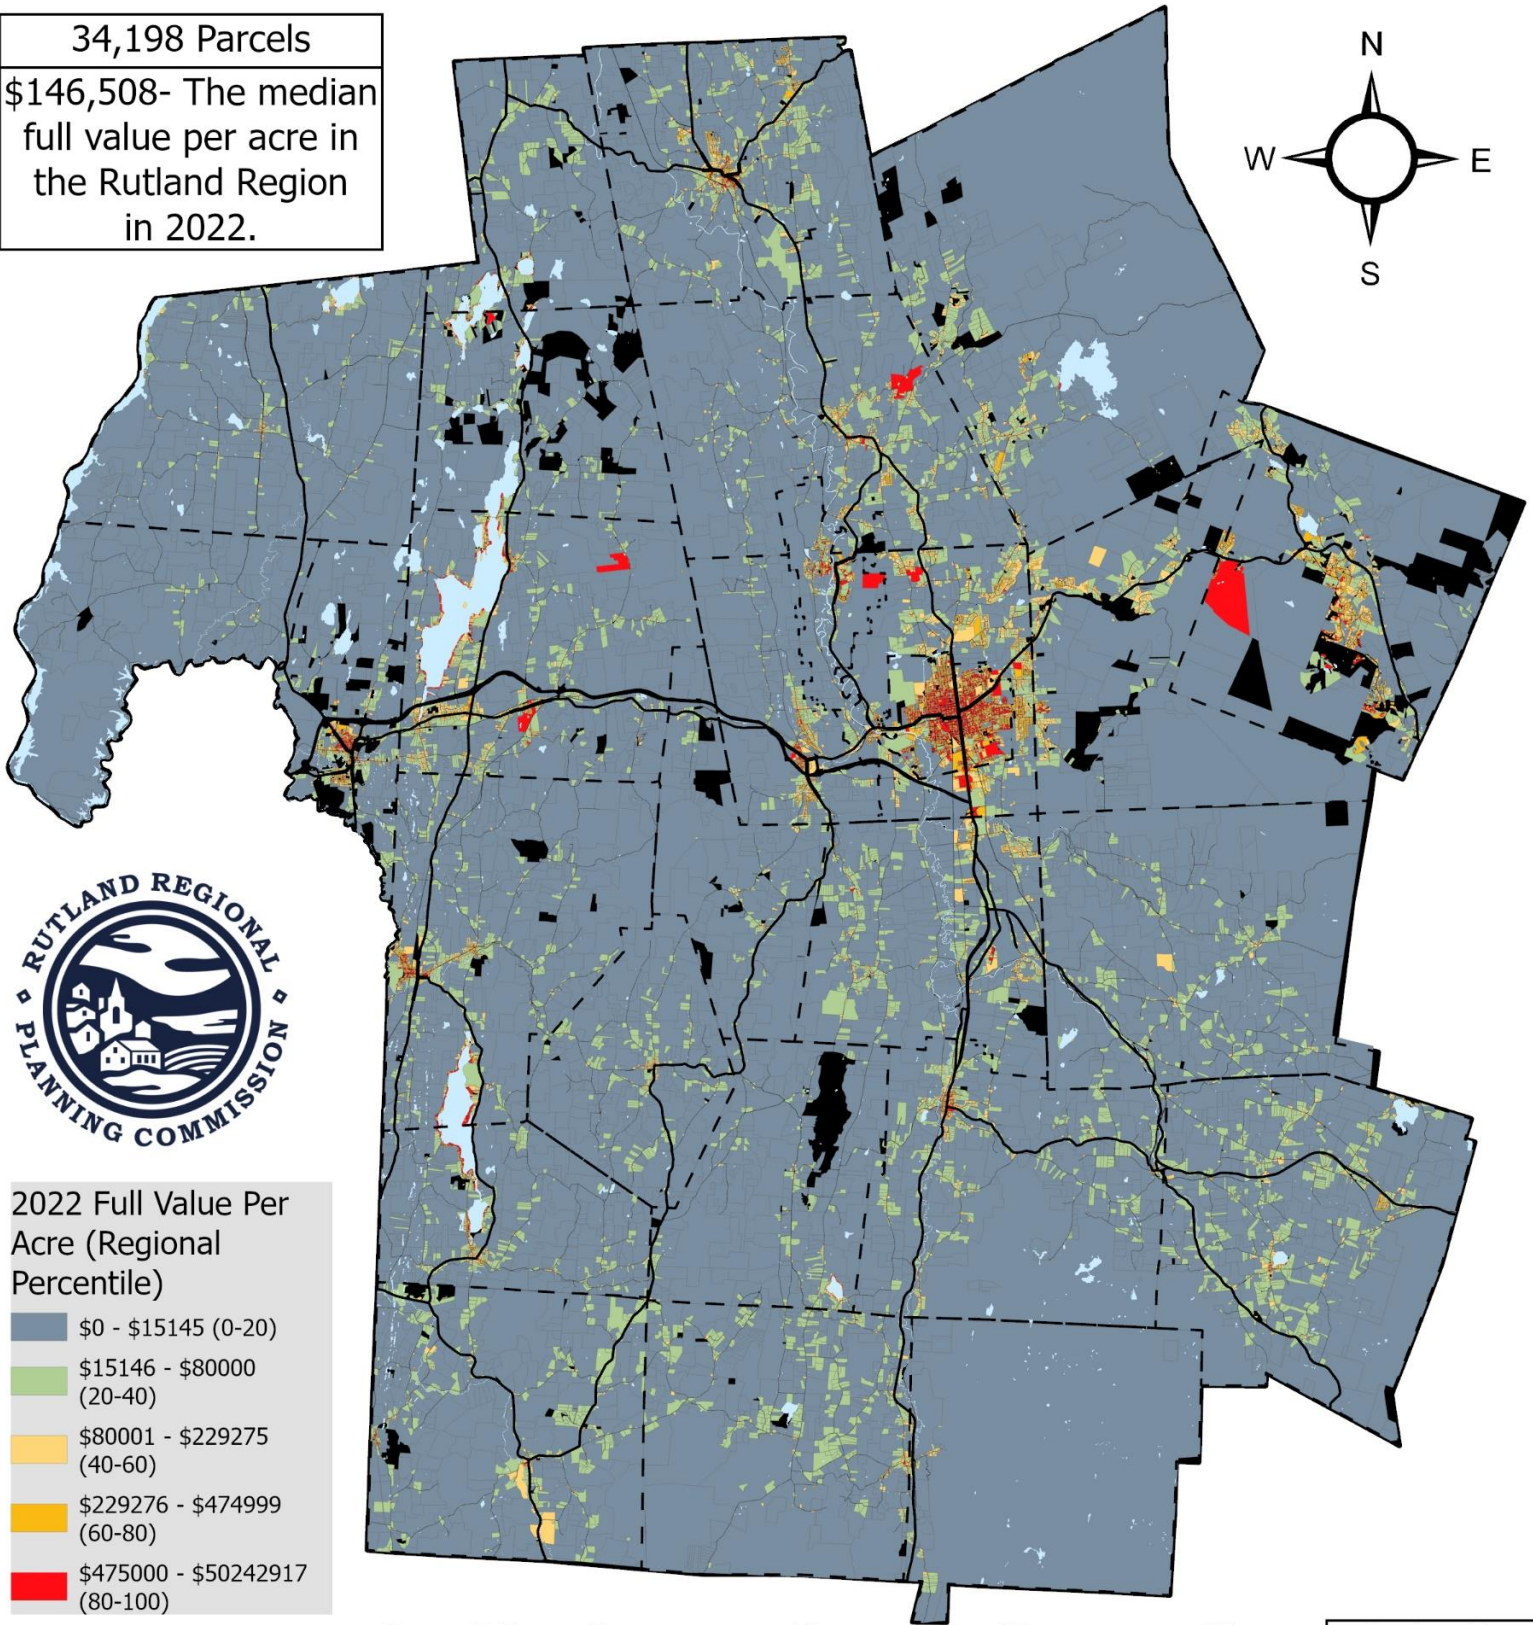 34,198 Parcels
$146,508- The median
full value per acre in
the Rutland Region
in 2022.
N
W
E
S
RUTLAND REGIONAL
PLANNING COMMISSION
2022 Full Value Per
Acre (Regional
Percentile)
$0 - $15145 (0-20)
$15146 - $80000
(20-40)
$80001 - $229275
(40-60)
$229276 - $474999
(60-80)
$475000 - $50242917
(80-100)